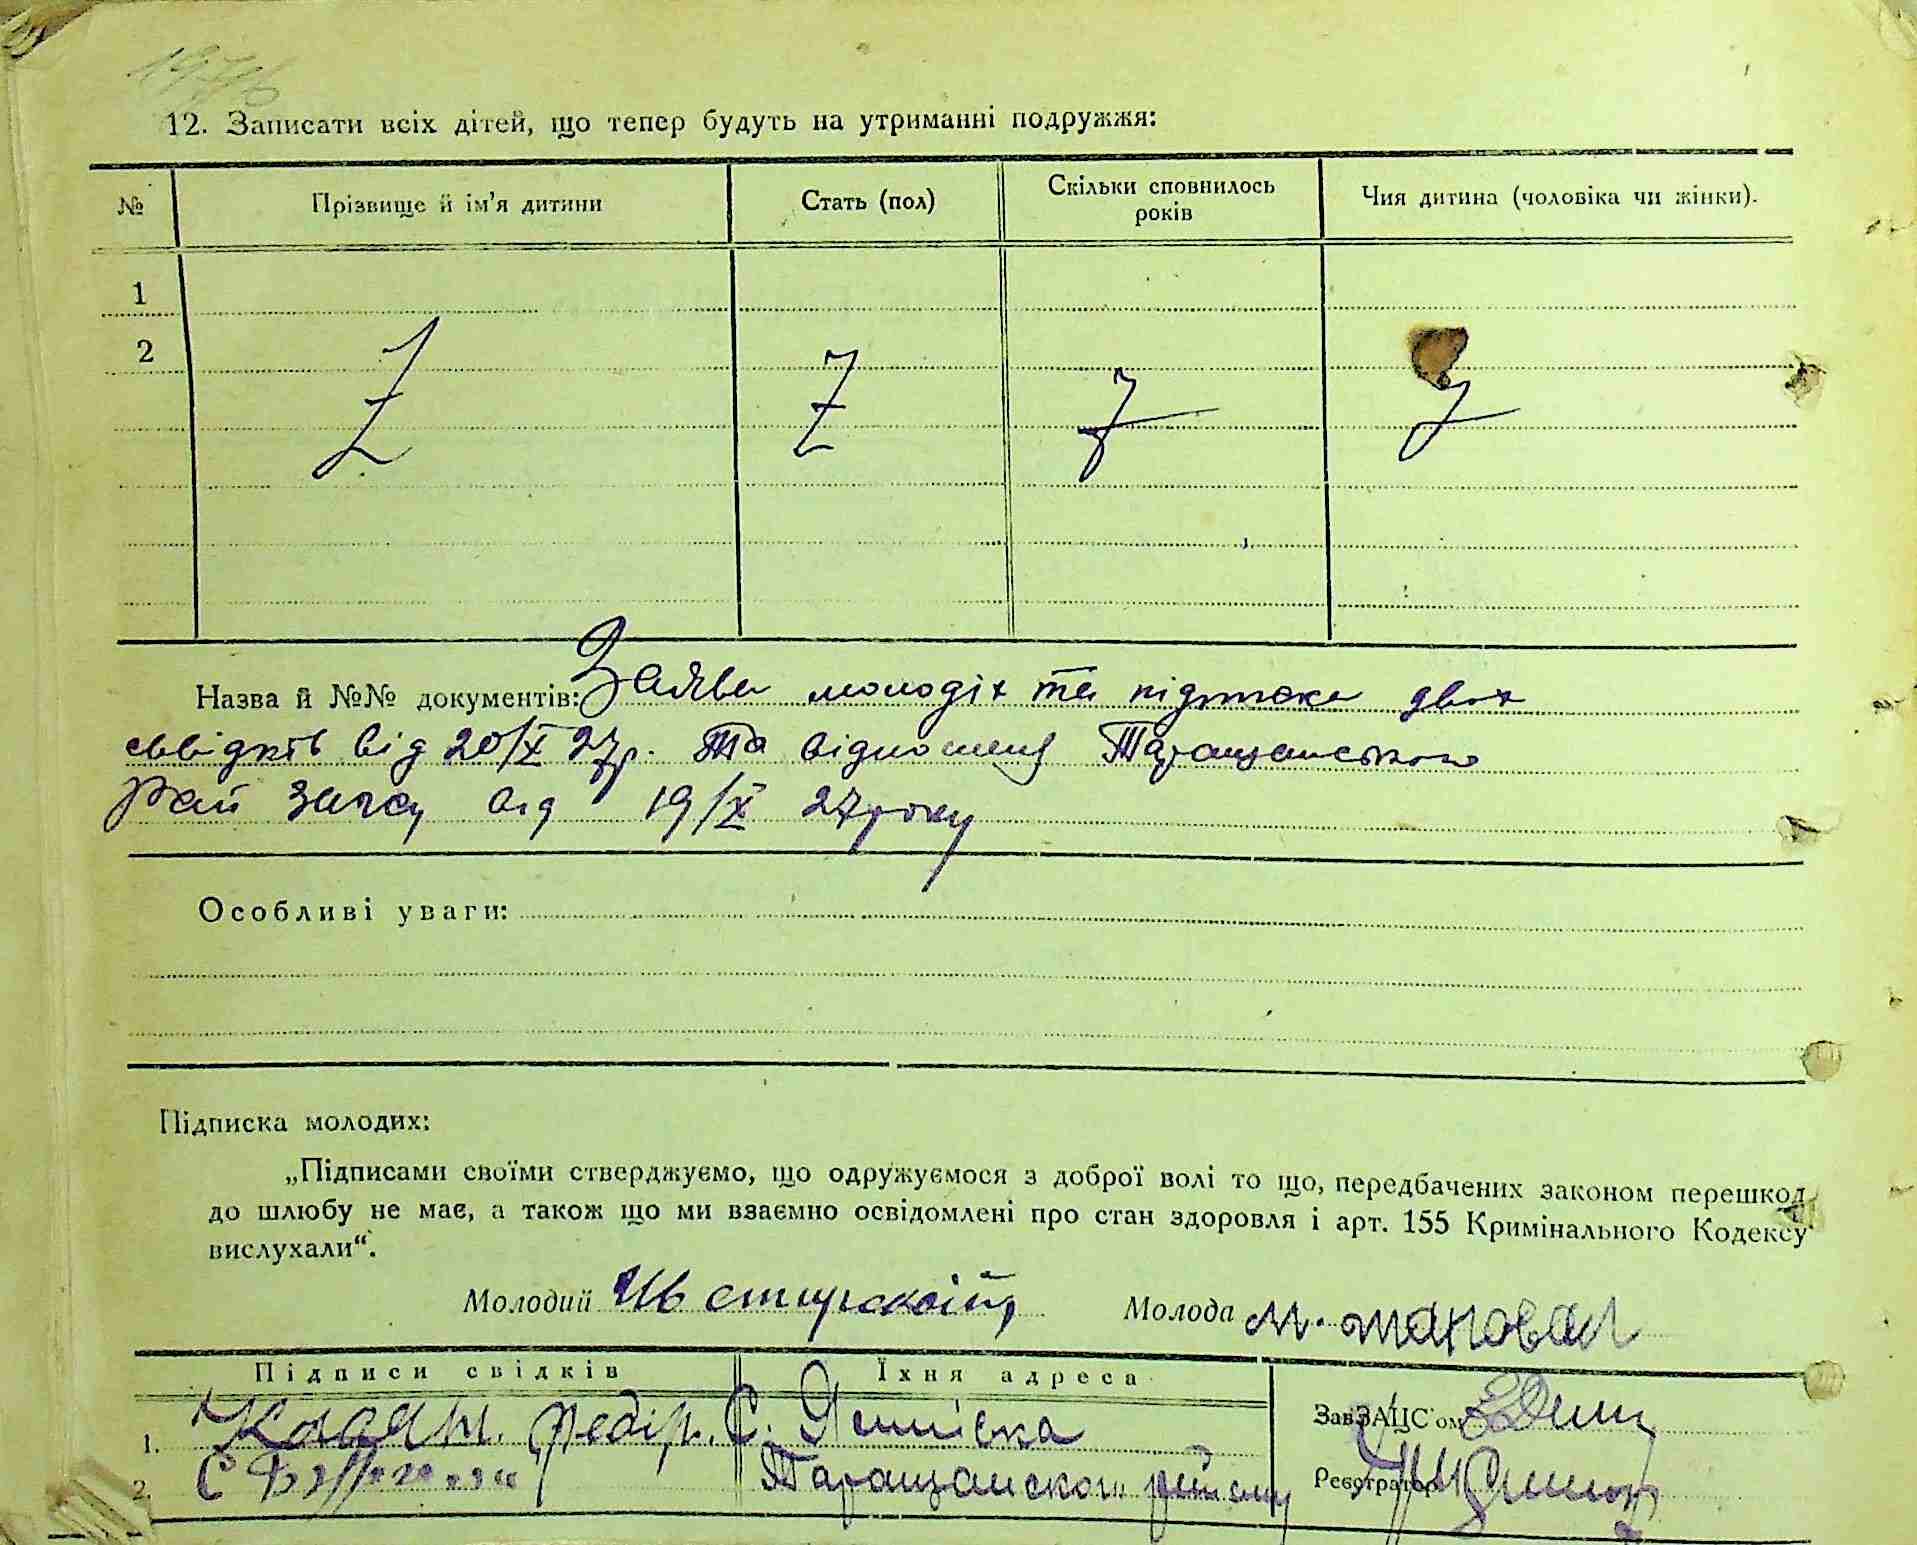 1976
12. Записати всіх дітей, що тепер будуть на утриманні подружжя:
№ Прізвище й ім'я дитини Стать (пол) Скільки сповнилось років Чия дитина (чоловіка чи жінки).
1
2
Z Z Z Z
Назва й №№ документів: Заява молодіх та підписка двох
свідків від 20/X 27р. та відношеня Таращанського
Рай Загсу від 19/X 27 року
Особливі уваги:
Підписка молодих:
„Підписами своїми стверджуємо, що одружуємося з доброї волі то що, передбачених законом перешкод
до шлюбу не має, а також що ми взаємно освідомлені про стан здоровля і арт. 155 Кримінального Кодексу
вислухали“.
Молодий Молода М.
Підписи свідків Їхня адреса
1. С. ЗавЗАЦС'ом
2. С Таращанского Реєстратор